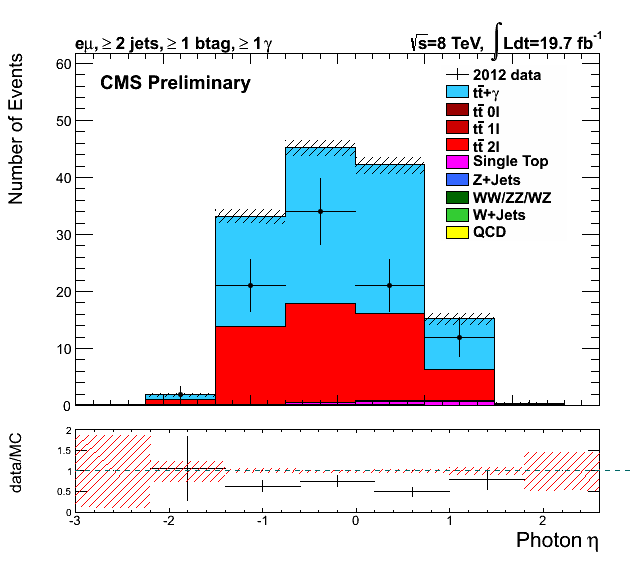 eμ, ≥ 2 jets, ≥ 1 btag, ≥ 1 γ
√s=8 TeV, ∫ Ldt=19.7 fb⁻¹
CMS Preliminary
2012 data
tt̄+γ
tt̄ 0l
tt̄ 1l
tt̄ 2l
Single Top
Z+Jets
WW/ZZ/WZ
W+Jets
QCD
Number of Events
60
50
40
30
20
10
0
data/MC
2
1.5
1
0.5
0
-3 -2 -1 0 1 2
Photon η